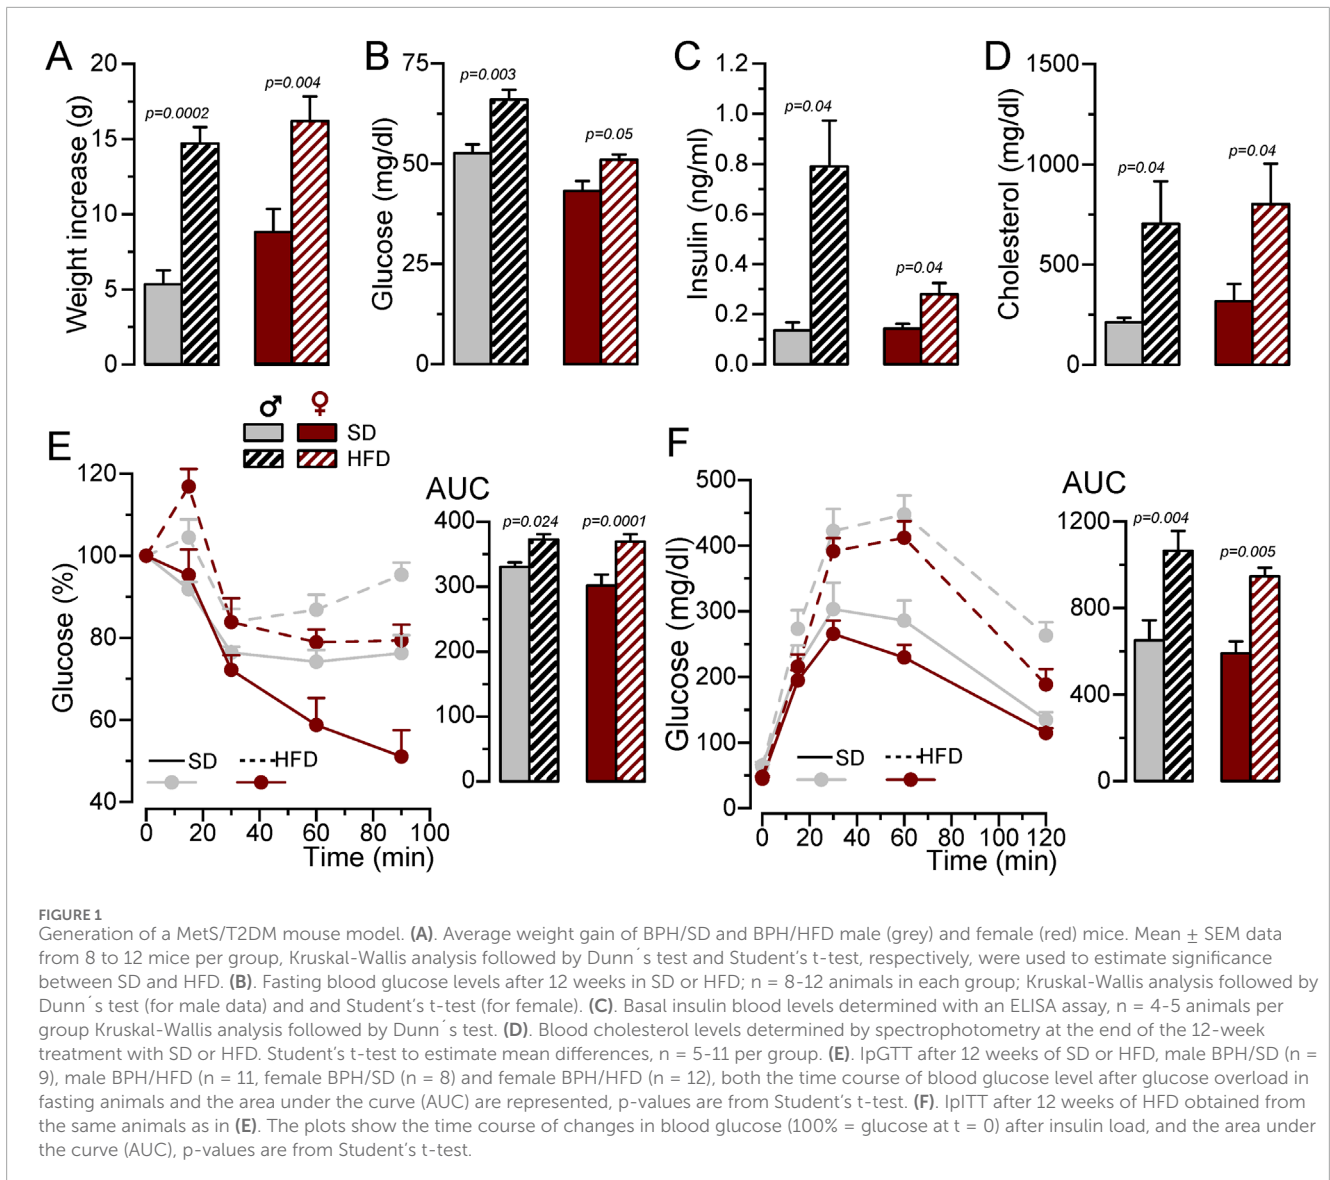 A
B
C
D
20
15
10
5
0
Weight increase (g)
p=0.0002
p=0.004
75
50
25
0
Glucose (mg/dl)
p=0.003
p=0.05
1.2
1.0
0.8
0.6
0.4
0.2
0.0
Insulin (ng/ml)
p=0.04
p=0.04
1500
1000
500
0
Cholesterol (mg/dl)
p=0.04
p=0.04
♂ ♀
SD
HFD
E
120
100
80
60
40
Glucose (%)
SD
HFD
0 20 40 60 80 100
Time (min)
AUC
400
300
200
100
0
p=0.024
p=0.0001
F
500
400
300
200
100
0
Glucose (mg/dl)
SD
HFD
0 20 40 60 80 100 120
Time (min)
AUC
1200
800
400
0
p=0.004
p=0.005
FIGURE 1
Generation of a MetS/T2DM mouse model. (A). Average weight gain of BPH/SD and BPH/HFD male (grey) and female (red) mice. Mean ± SEM data
from 8 to 12 mice per group, Kruskal-Wallis analysis followed by Dunn´s test and Student's t-test, respectively, were used to estimate significance
between SD and HFD. (B). Fasting blood glucose levels after 12 weeks in SD or HFD; n = 8-12 animals in each group; Kruskal-Wallis analysis followed by
Dunn´s test (for male data) and and Student's t-test (for female). (C). Basal insulin blood levels determined with an ELISA assay, n = 4-5 animals per
group Kruskal-Wallis analysis followed by Dunn´s test. (D). Blood cholesterol levels determined by spectrophotometry at the end of the 12-week
treatment with SD or HFD. Student's t-test to estimate mean differences, n = 5-11 per group. (E). IpGTT after 12 weeks of SD or HFD, male BPH/SD (n =
9), male BPH/HFD (n = 11, female BPH/SD (n = 8) and female BPH/HFD (n = 12), both the time course of blood glucose level after glucose overload in
fasting animals and the area under the curve (AUC) are represented, p-values are from Student's t-test. (F). IpITT after 12 weeks of HFD obtained from
the same animals as in (E). The plots show the time course of changes in blood glucose (100% = glucose at t = 0) after insulin load, and the area under
the curve (AUC), p-values are from Student's t-test.